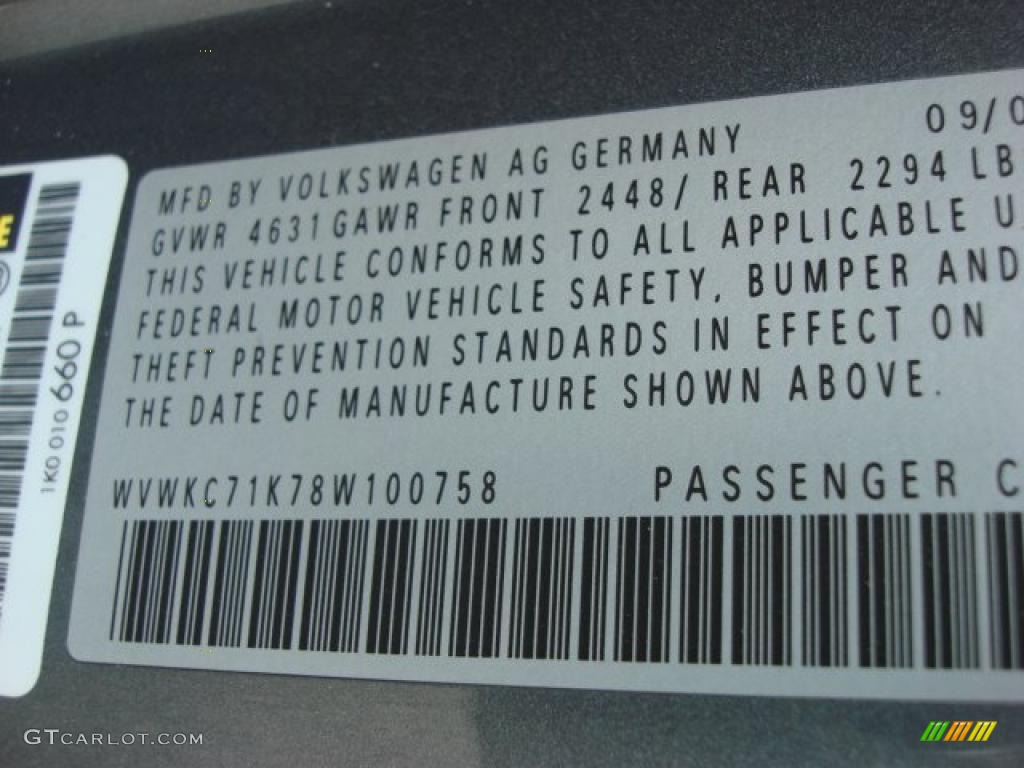 09/0
MFD BY VOLKSWAGEN AG GERMANY
GVWR 4631 GAWR FRONT 2448/ REAR 2294 LB
THIS VEHICLE CONFORMS TO ALL APPLICABLE U
FEDERAL MOTOR VEHICLE SAFETY, BUMPER AND
THEFT PREVENTION STANDARDS IN EFFECT ON
THE DATE OF MANUFACTURE SHOWN ABOVE.
WVWKC71K78W100758 PASSENGER C
1K0 010 660 P
E
GTCARLOT.COM